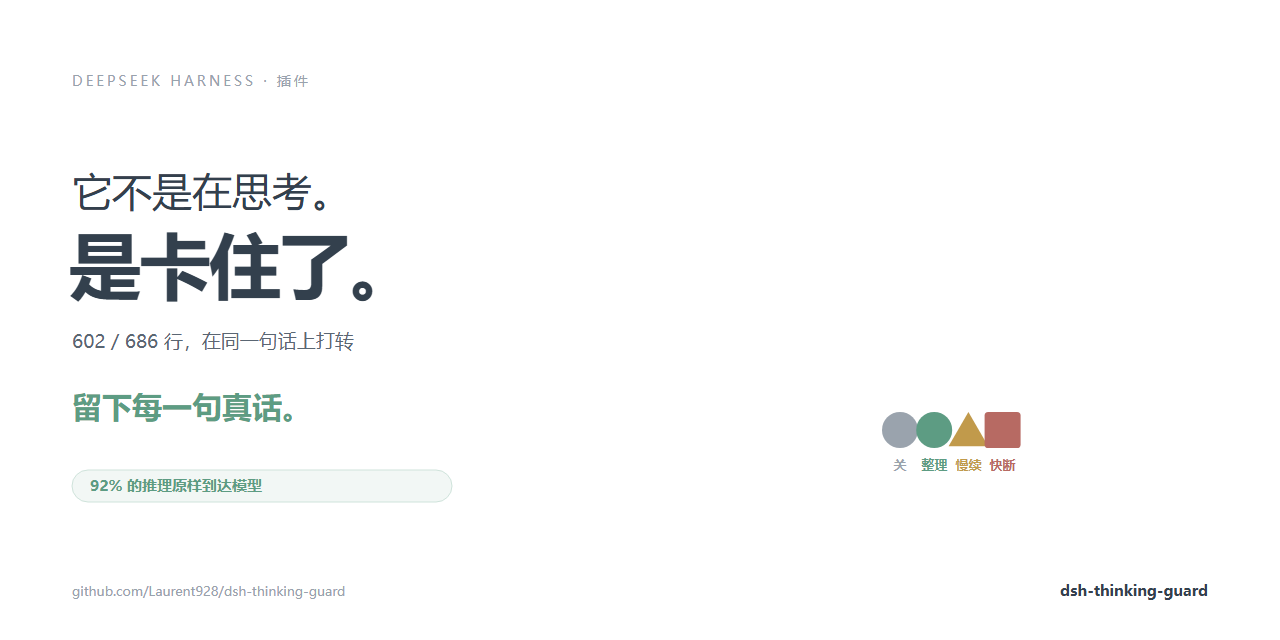 DEEPSEEK HARNESS · 插件
它不是在思考。
是卡住了。
602 / 686 行，在同一句话上打转
留下每一句真话。
92% 的推理原样到达模型
关 整理 慢续 快断
github.com/Laurent928/dsh-thinking-guard
dsh-thinking-guard